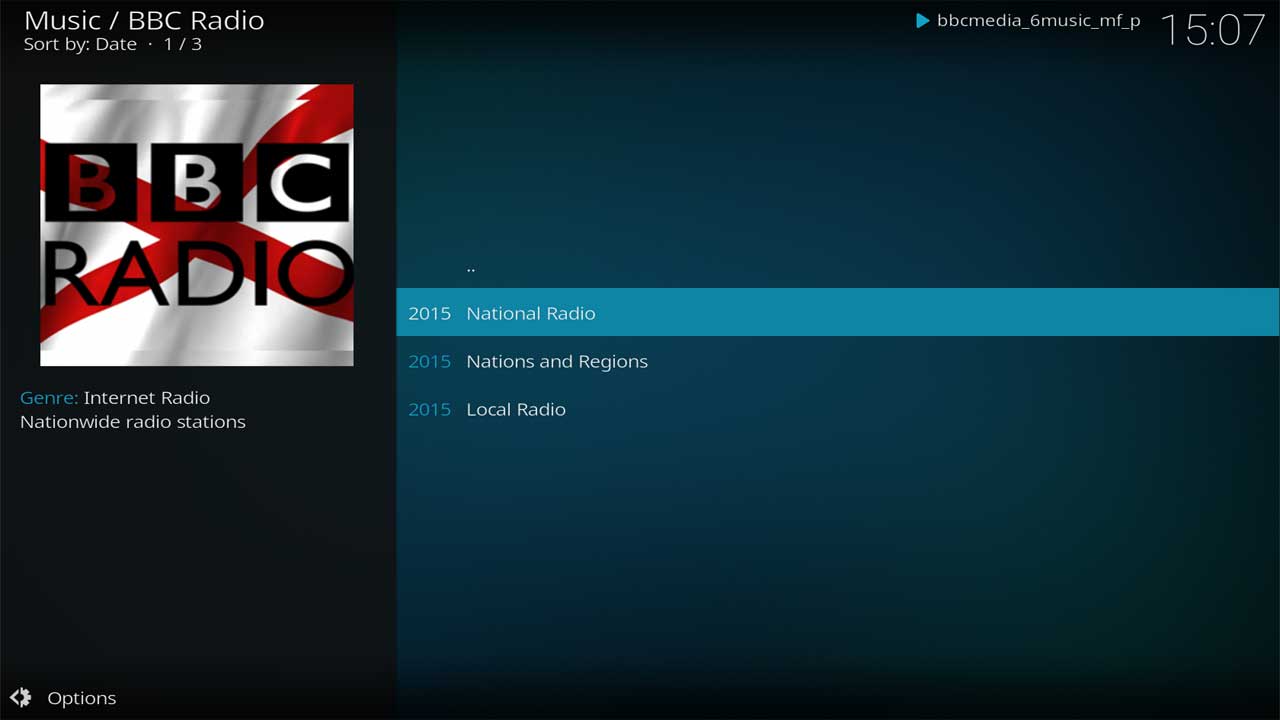 Music / BBC Radio
Sort by: Date · 1 / 3
bbcmedia_6music_mf_p
15:07
BBC
RADIO
Genre: Internet Radio
Nationwide radio stations
..
2015 National Radio
2015 Nations and Regions
2015 Local Radio
Options